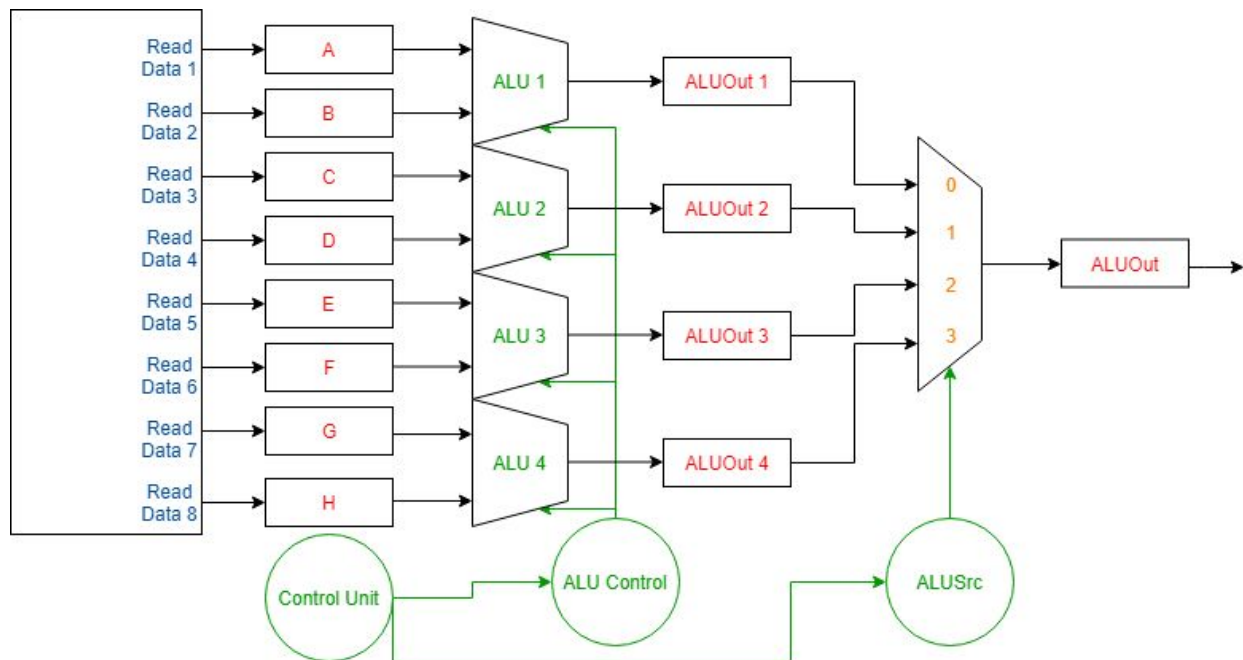 Read
Data 1
Read
Data 2
Read
Data 3
Read
Data 4
Read
Data 5
Read
Data 6
Read
Data 7
Read
Data 8
A
B
C
D
E
F
G
H
ALU 1
ALU 2
ALU 3
ALU 4
ALUOut 1
ALUOut 2
ALUOut 3
ALUOut 4
0
1
2
3
ALUOut
Control Unit
ALU Control
ALUSrc